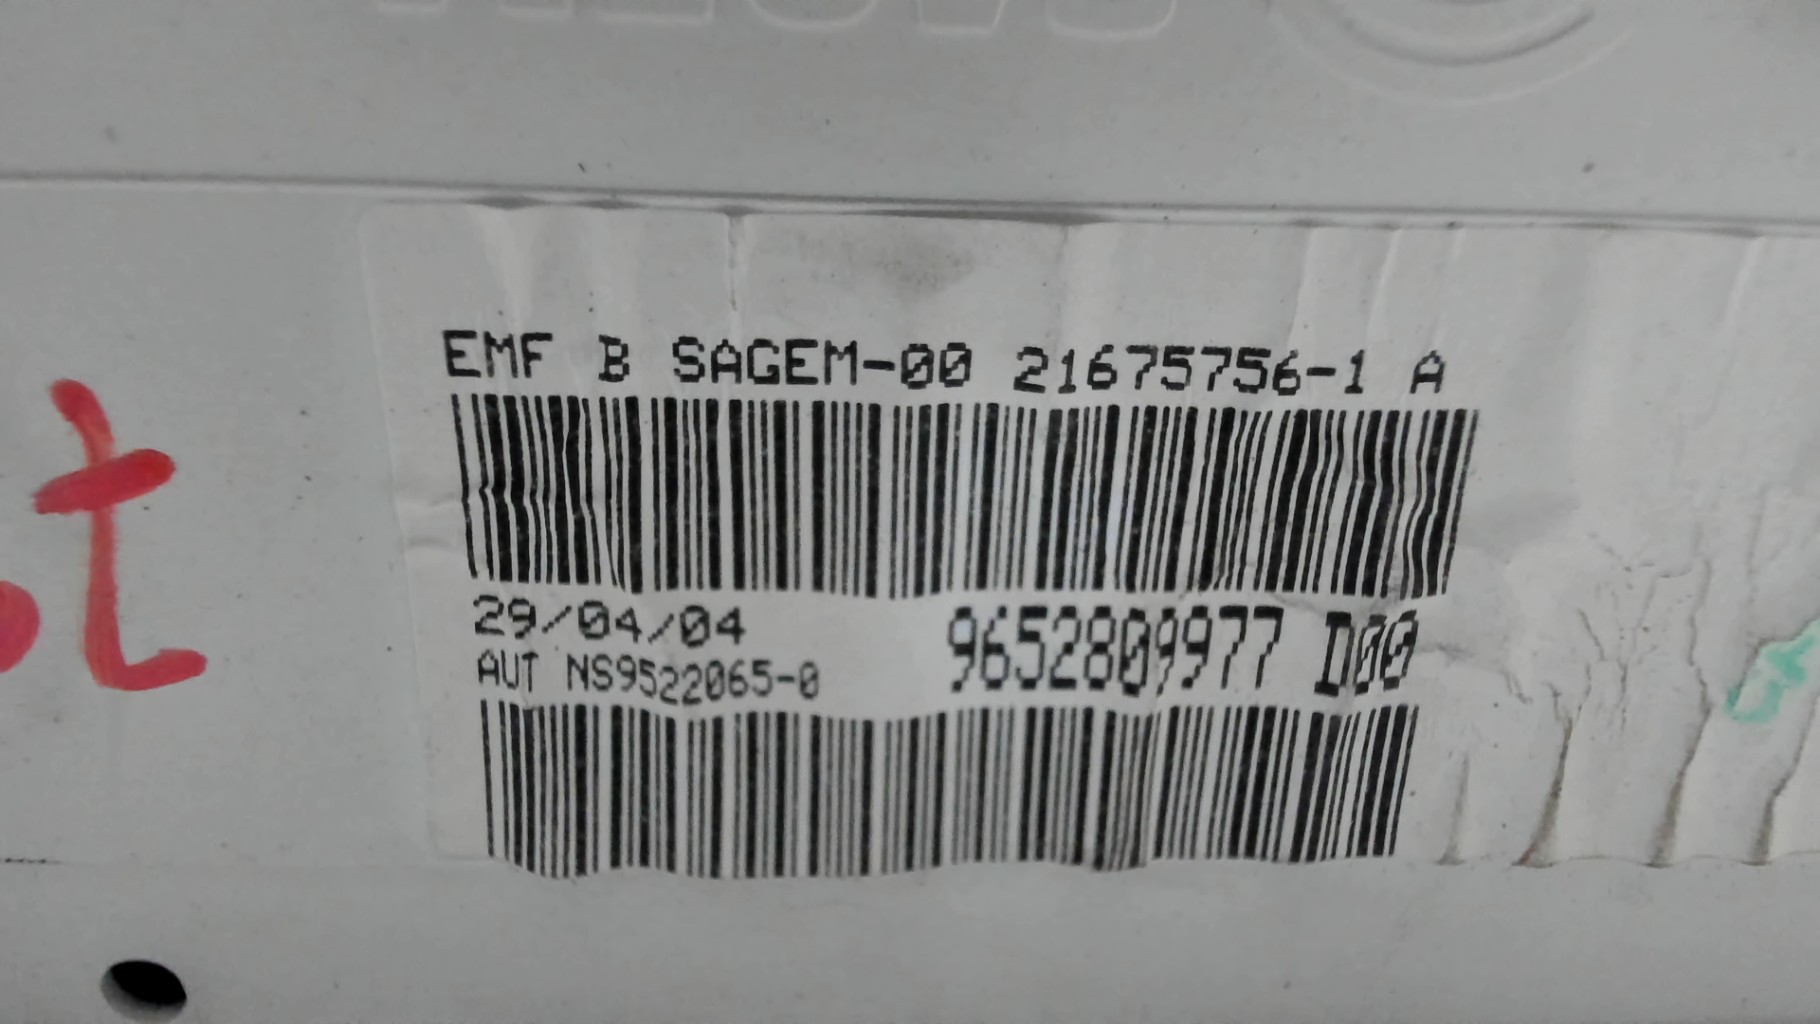 EMF B SAGEM-00 21675756-1 A
29/04/04
9652809977 D00
AUT NS9522065-0